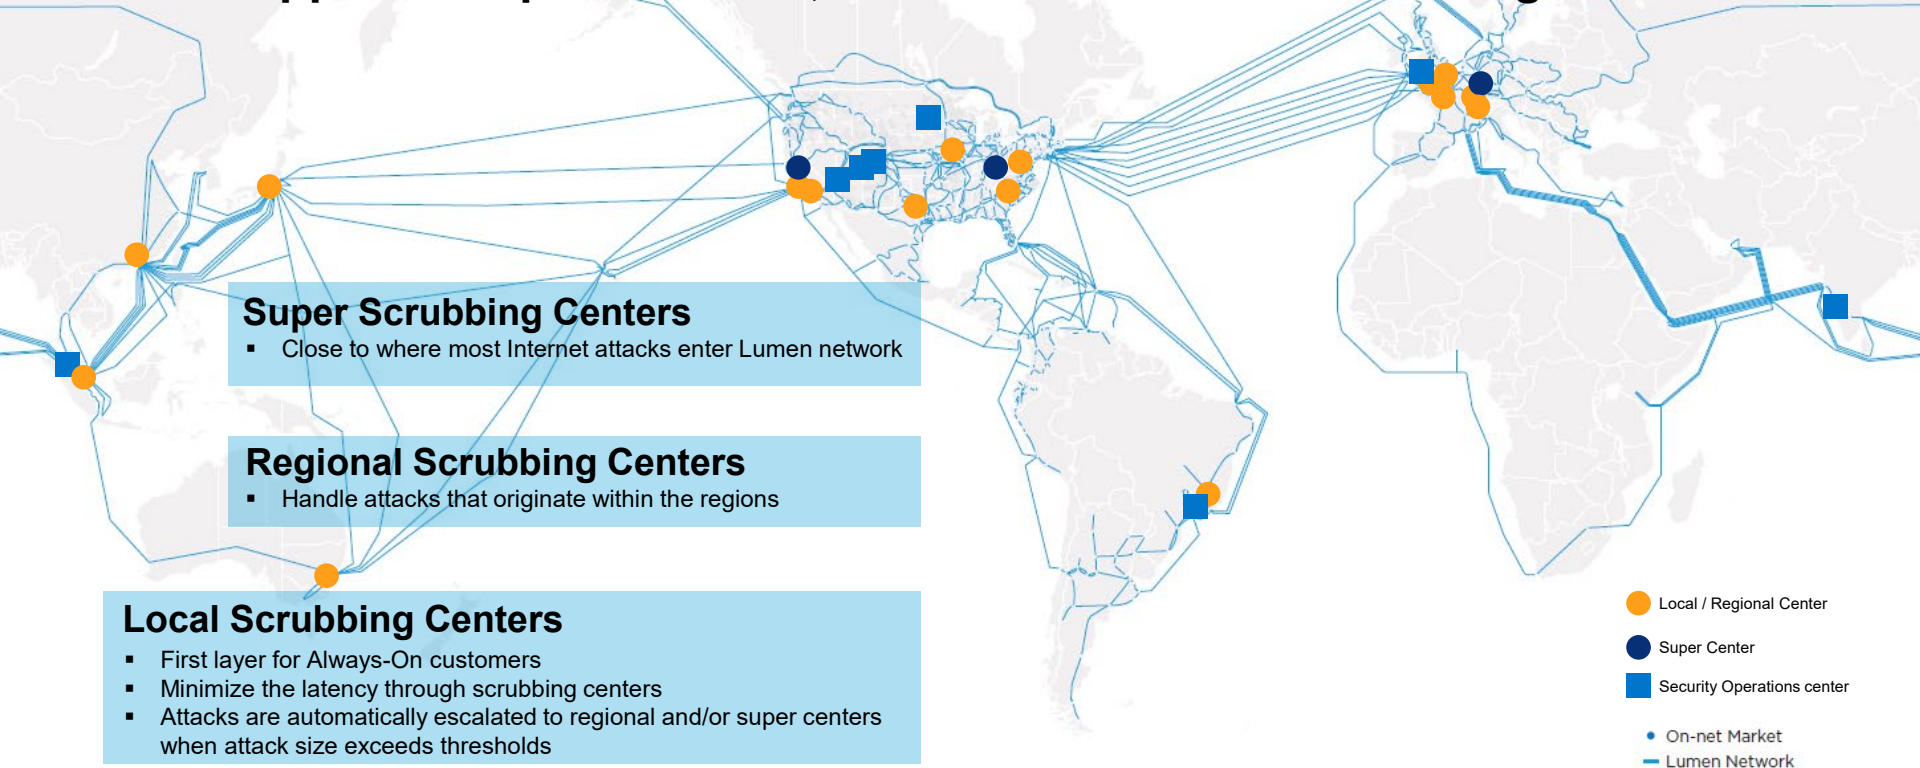 Super Scrubbing Centers
▪ Close to where most Internet attacks enter Lumen network
Regional Scrubbing Centers
▪ Handle attacks that originate within the regions
Local Scrubbing Centers
▪ First layer for Always-On customers
▪ Minimize the latency through scrubbing centers
▪ Attacks are automatically escalated to regional and/or super centers
when attack size exceeds thresholds
Local / Regional Center
Super Center
Security Operations center
On-net Market
Lumen Network